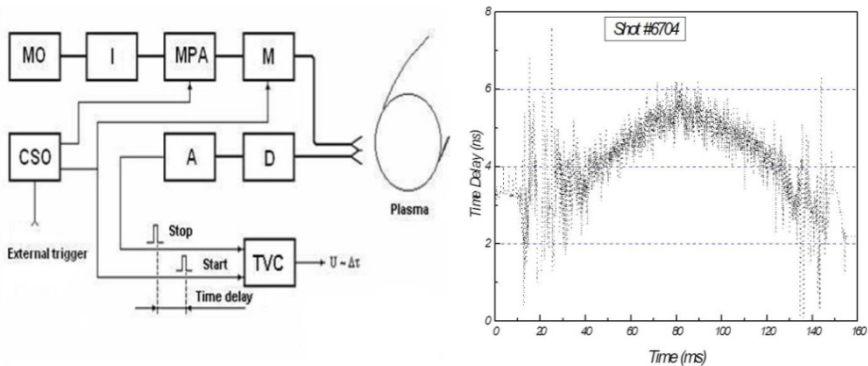 MO
I
MPA
M
CSO
A
D
Plasma
External trigger
Stop
Start
TVC
U ~ Δτ
Time delay
Shot #6704
Time Delay (ns)
8
6
4
2
0
0 20 40 60 80 100 120 140 160
Time (ms)